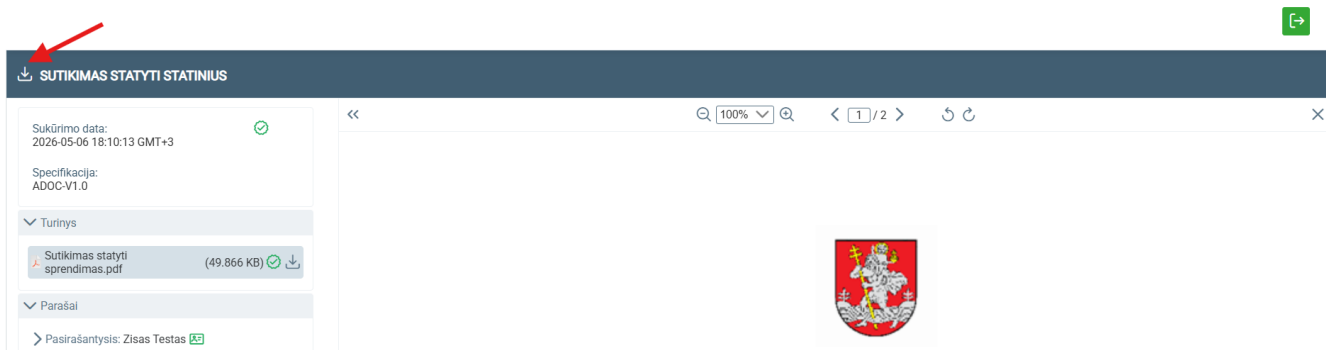 SUTIKIMAS STATYTI STATINIUS
Sukūrimo data:
2026-05-06 18:10:13 GMT+3
Specifikacija:
ADOC-V1.0
Turinys
Sutikimas statyti
sprendimas.pdf
(49.866 KB)
Parašai
Pasirašantysis: Zisas Testas
100%
1 / 2